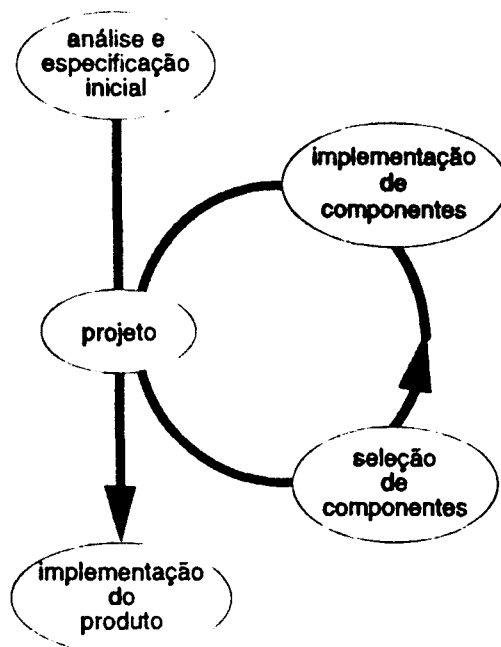 análise e
especificação
inicial
implementação
de
componentes
projeto
seleção
de
componentes
implementação
do
produto